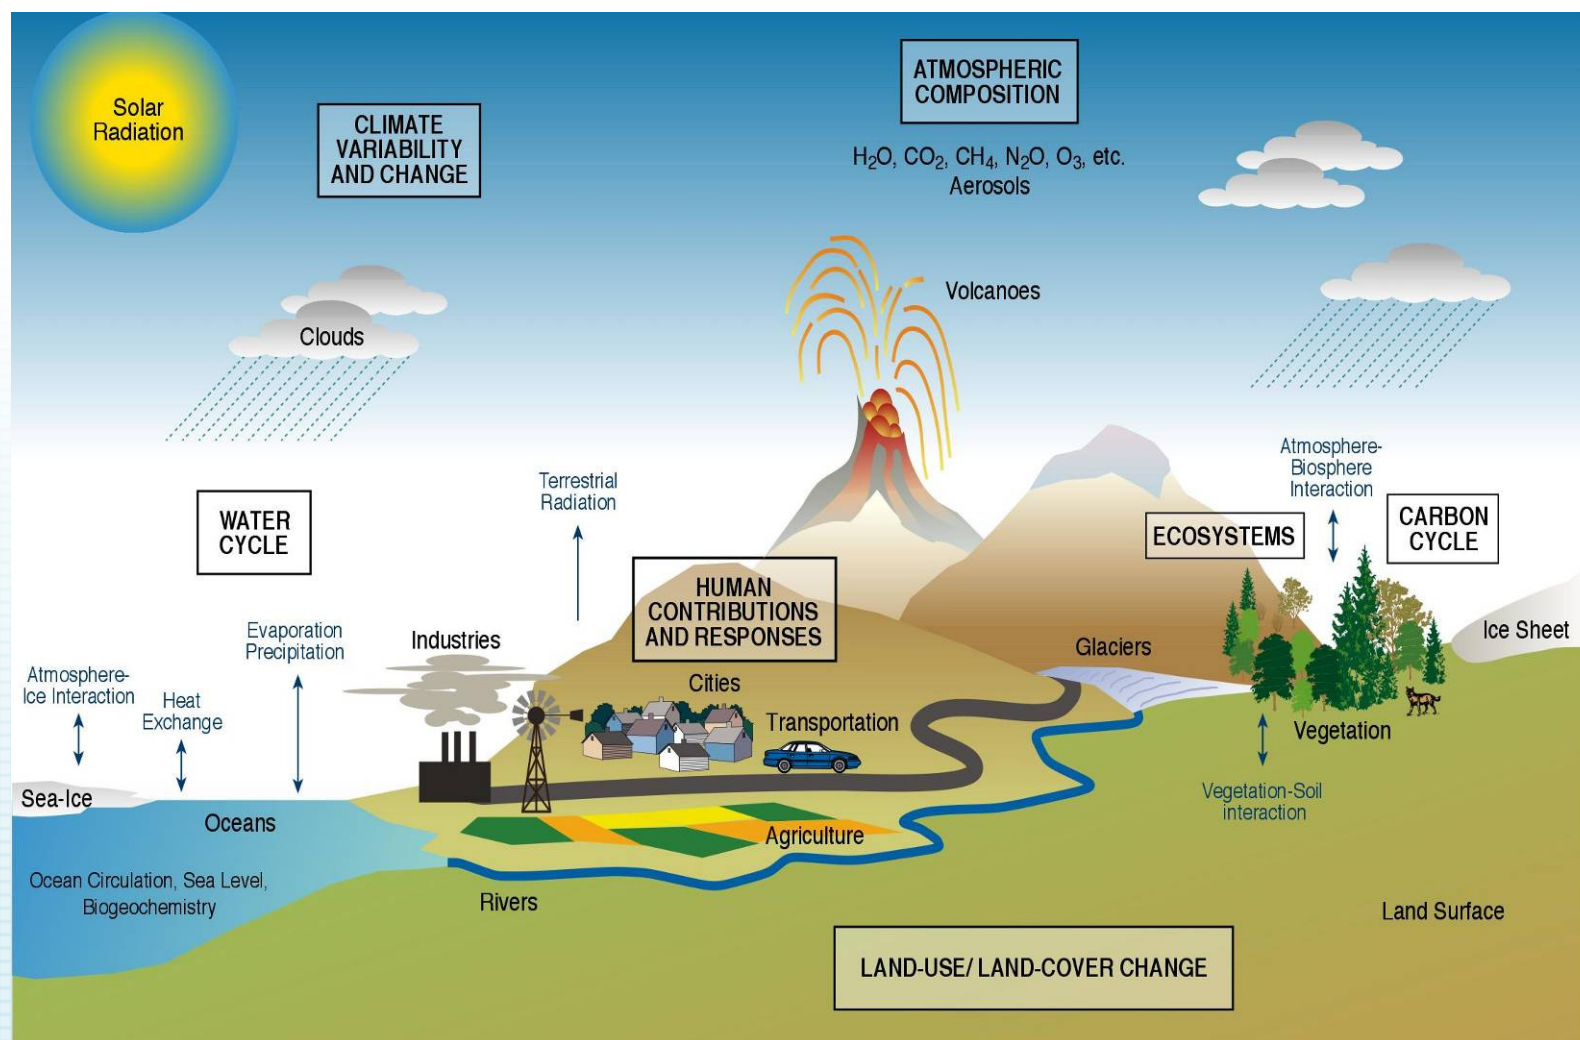 Solar
Radiation
CLIMATE
VARIABILITY
AND CHANGE
ATMOSPHERIC
COMPOSITION
H₂O, CO₂, CH₄, N₂O, O₃, etc.
Aerosols
Volcanoes
Clouds
Atmosphere-
Biosphere
Interaction
Terrestrial
Radiation
WATER
CYCLE
ECOSYSTEMS
CARBON
CYCLE
HUMAN
CONTRIBUTIONS
AND RESPONSES
Evaporation
Precipitation
Industries
Ice Sheet
Glaciers
Atmosphere-
Ice Interaction
Heat
Exchange
Cities
Transportation
Vegetation
Sea-Ice
Oceans
Vegetation-Soil
interaction
Agriculture
Ocean Circulation, Sea Level,
Biogeochemistry
Rivers
Land Surface
LAND-USE/ LAND-COVER CHANGE